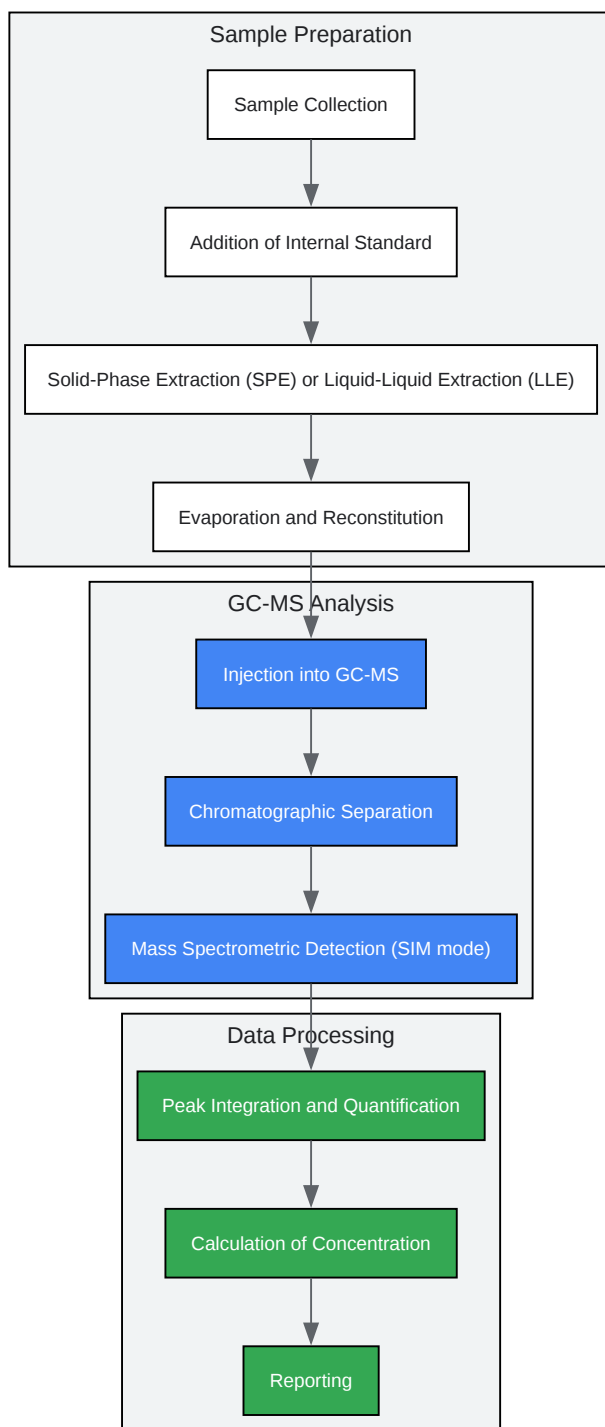 Sample Preparation
Sample Collection
Addition of Internal Standard
Solid-Phase Extraction (SPE) or Liquid-Liquid Extraction (LLE)
Evaporation and Reconstitution
GC-MS Analysis
Injection into GC-MS
Chromatographic Separation
Mass Spectrometric Detection (SIM mode)
Data Processing
Peak Integration and Quantification
Calculation of Concentration
Reporting